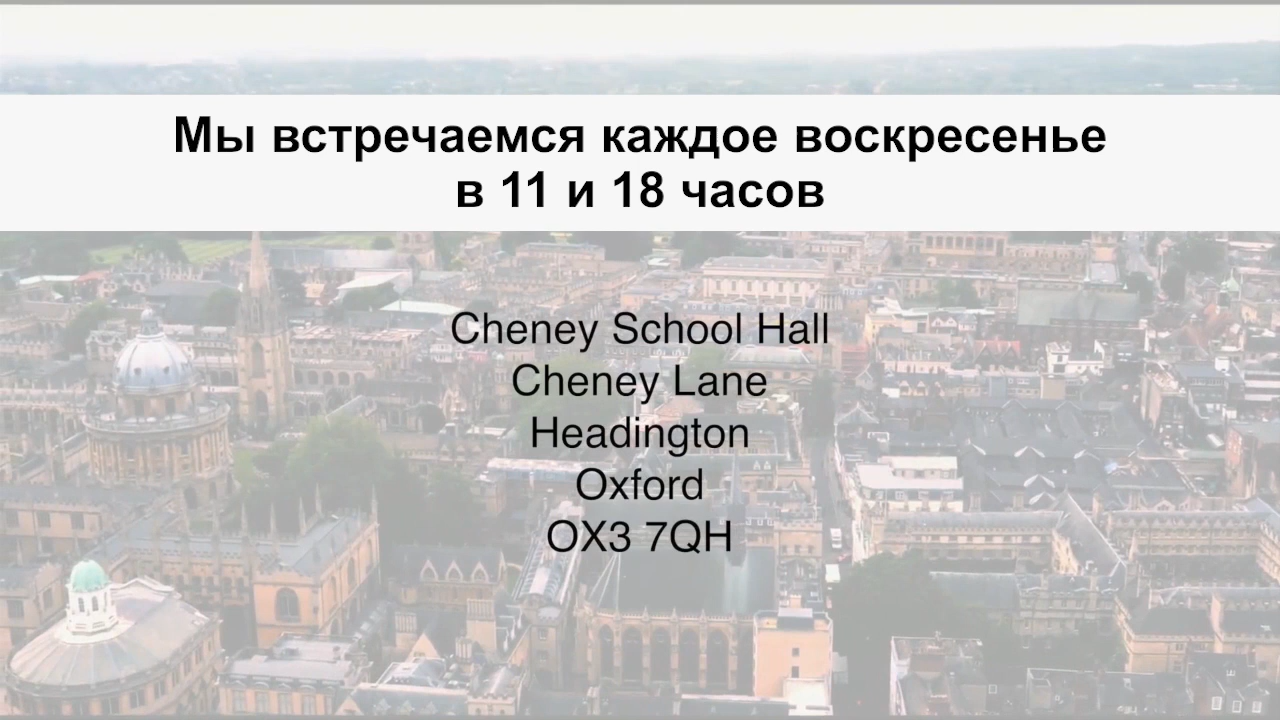 Мы встречаемся каждое воскресенье
в 11 и 18 часов
Cheney School Hall
Cheney Lane
Headington
Oxford
OX3 7QH